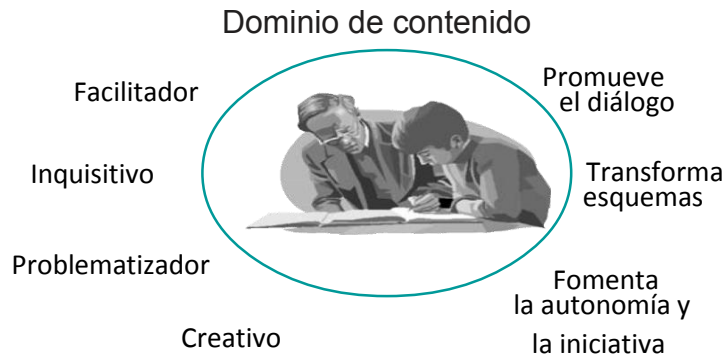 Dominio de contenido
Facilitador
Promueve
el diálogo
Inquisitivo
Transforma
esquemas
Problematizador
Fomenta
la autonomía y
la iniciativa
Creativo